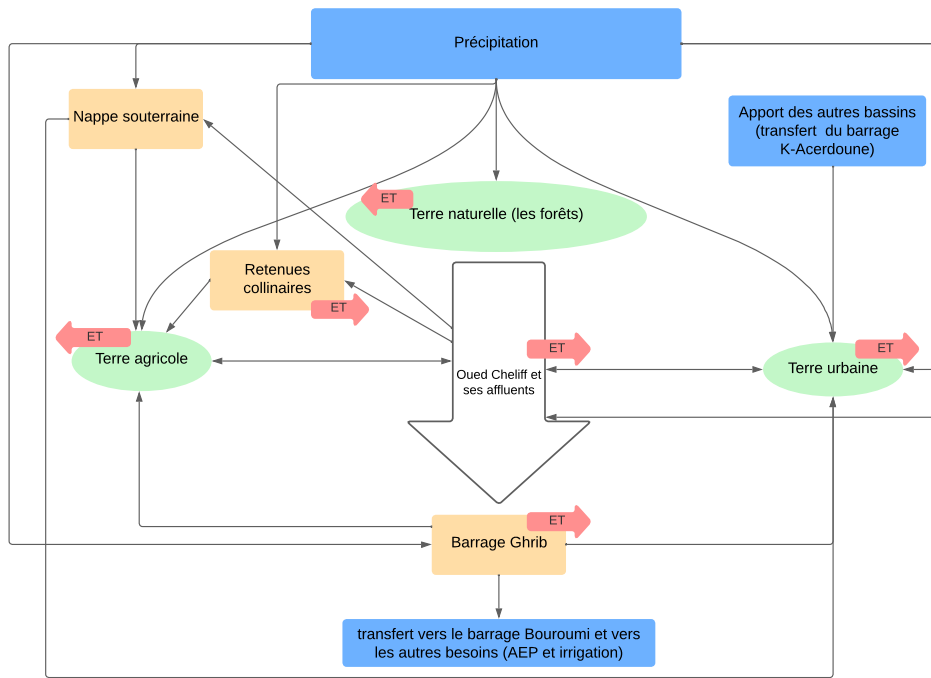 Précipitation
Nappe souterraine
Apport des autres bassins
(transfert du barrage
K-Acerdoune)
ET
Terre naturelle (les forêts)
Retenues
collinaires
ET
ET
Terre agricole
ET
Oued Cheliff et
ses affluents
ET
Terre urbaine
ET
Barrage Ghrib
transfert vers le barrage Bouroumi et vers
les autres besoins (AEP et irrigation)